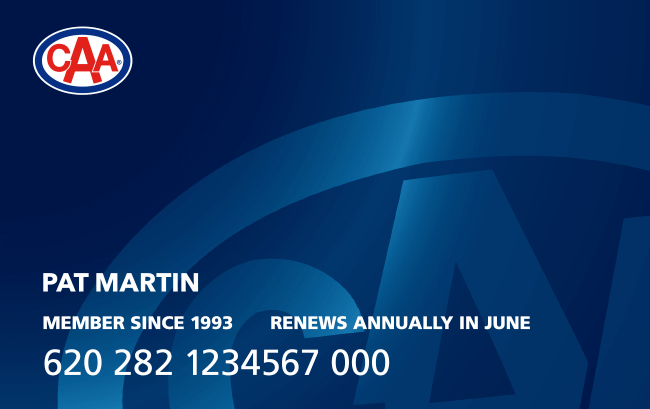 CAA®
PAT MARTIN
MEMBER SINCE 1993 RENEWS ANNUALLY IN JUNE
620 282 1234567 000